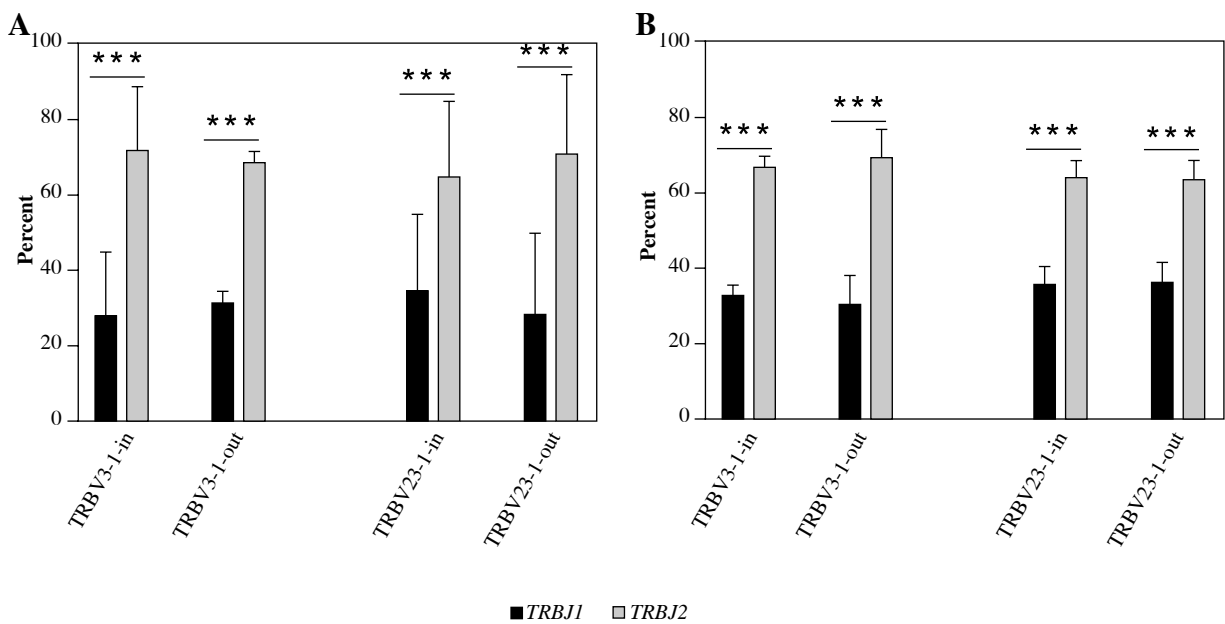 A
100
80
60
40
20
0
Percent
***
***
***
***
TRBV3-1-in
TRBV3-1-out
TRBV23-1-in
TRBV23-1-out
B
100
80
60
40
20
0
Percent
***
***
***
***
TRBV3-1-in
TRBV3-1-out
TRBV23-1-in
TRBV23-1-out
TRBJ1 TRBJ2